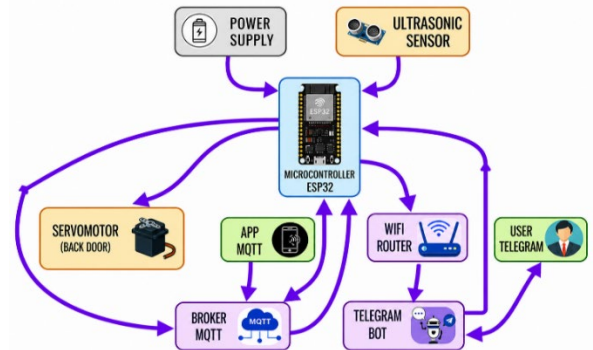 POWER
SUPPLY
ULTRASONIC
SENSOR
ESP32
MICROCONTROLLER
ESP32
SERVOMOTOR
(BACK DOOR)
APP
MQTT
WIFI
ROUTER
USER
TELEGRAM
BROKER
MQTT
MQTT
TELEGRAM
BOT